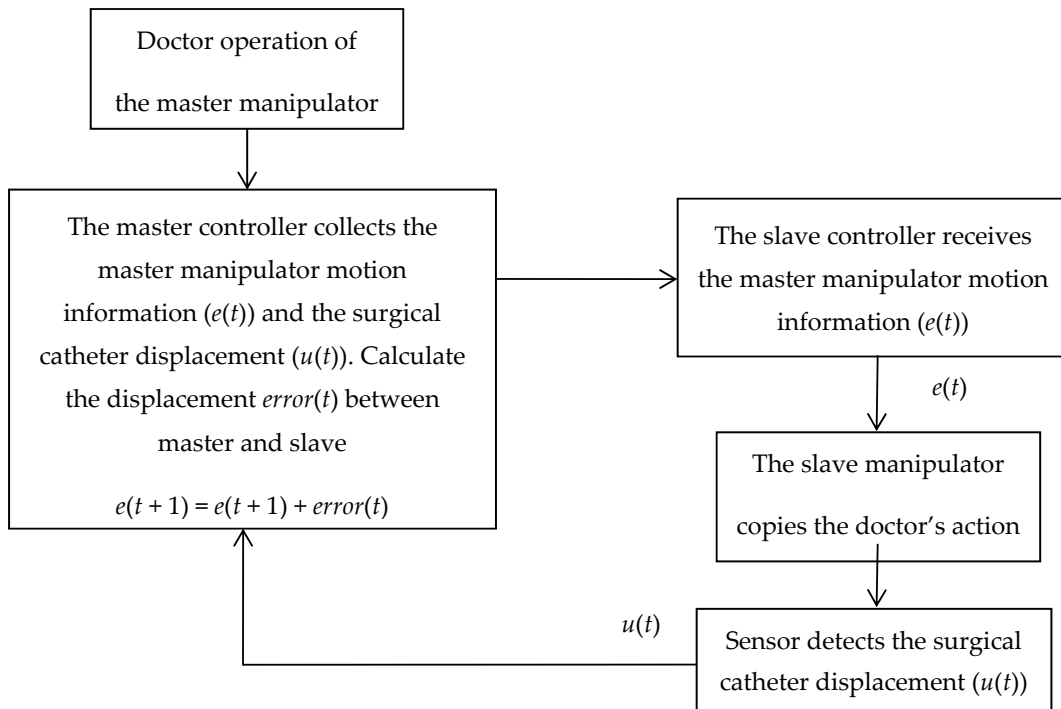 Doctor operation of
the master manipulator
The master controller collects the
master manipulator motion
information (e(t)) and the surgical
catheter displacement (u(t)). Calculate
the displacement error(t) between
master and slave
e(t + 1) = e(t + 1) + error(t)
The slave controller receives
the master manipulator motion
information (e(t))
e(t)
The slave manipulator
copies the doctor’s action
Sensor detects the surgical
catheter displacement (u(t))
u(t)